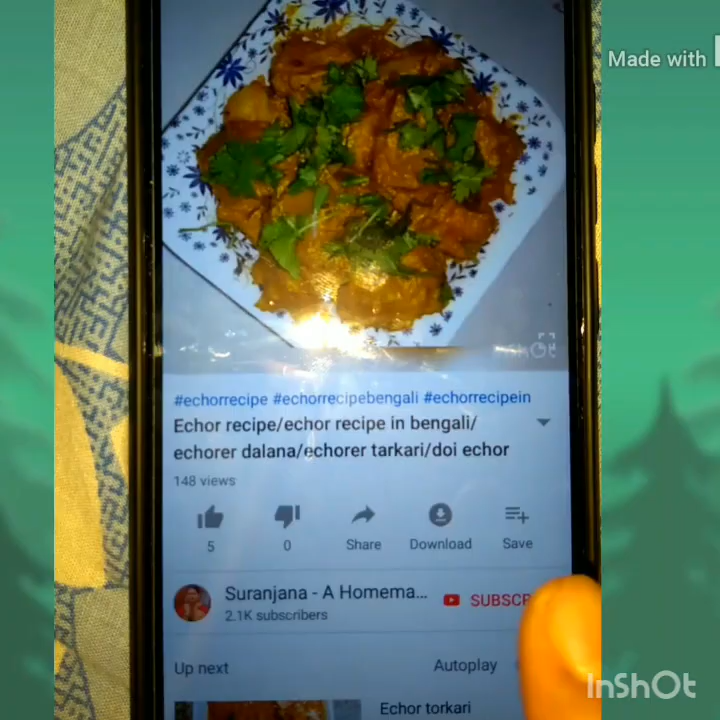 Made with
#echorrecipe #echorrecipebengali #echorrecipein
Echor recipe/echor recipe in bengali/
echorer dalana/echorer tarkari/doi echor
148 views
5
0
Share
Download
Save
Suranjana - A Homema...
2.1K subscribers
SUBSCR
Up next
Autoplay
Echor torkari
InShOt